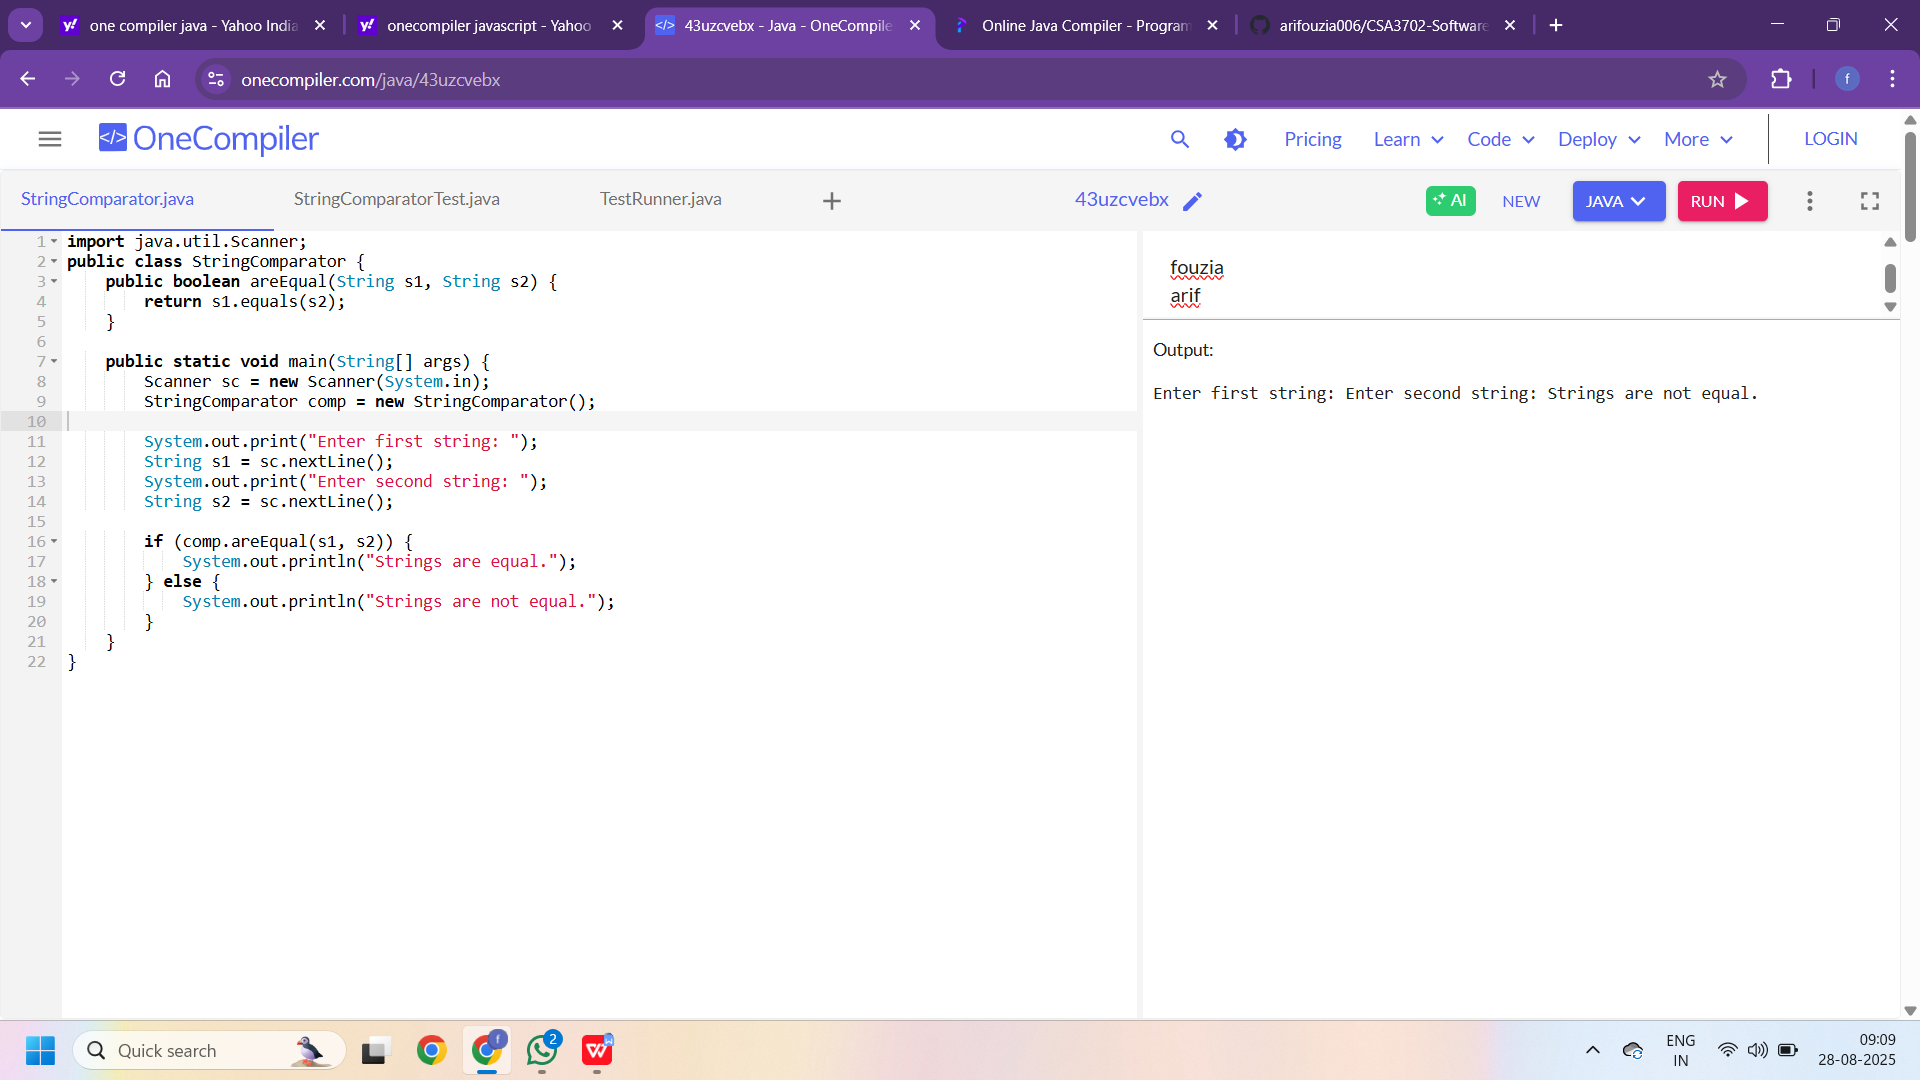 one compiler java - Yahoo India
onecompiler javascript - Yahoo
43uzcvebx - Java - OneCompile
Online Java Compiler - Program
arifouzia006/CSA3702-Software
onecompiler.com/java/43uzcvebx
f
</> OneCompiler
Pricing
Learn
Code
Deploy
More
LOGIN
StringComparator.java
StringComparatorTest.java
TestRunner.java
43uzcvebx
AI
NEW
JAVA
RUN
1 import java.util.Scanner;
2 public class StringComparator {
3     public boolean areEqual(String s1, String s2) {
4         return s1.equals(s2);
5     }
6
7     public static void main(String[] args) {
8         Scanner sc = new Scanner(System.in);
9         StringComparator comp = new StringComparator();
10
11         System.out.print("Enter first string: ");
12         String s1 = sc.nextLine();
13         System.out.print("Enter second string: ");
14         String s2 = sc.nextLine();
15
16         if (comp.areEqual(s1, s2)) {
17             System.out.println("Strings are equal.");
18         } else {
19             System.out.println("Strings are not equal.");
20         }
21     }
22 }
fouzia
arif
Output:
Enter first string: Enter second string: Strings are not equal.
Quick search
f
2
W
ENG
IN
09:09
28-08-2025